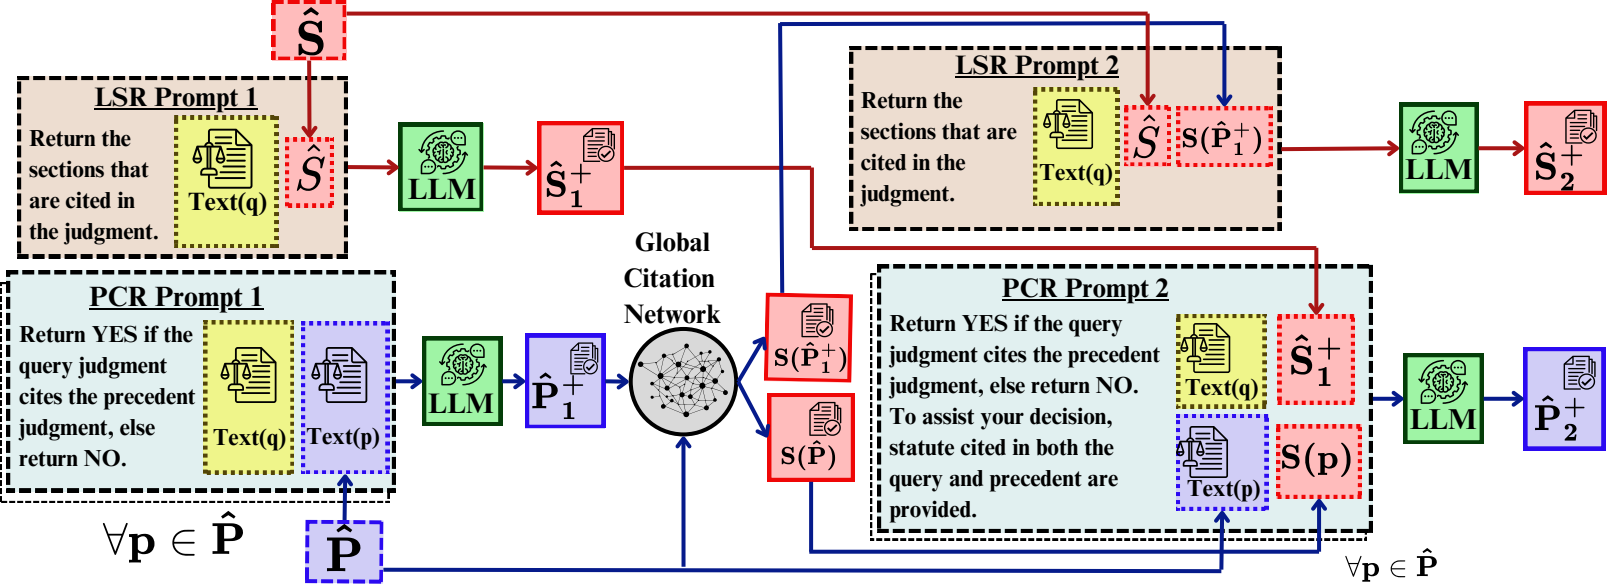 Ŝ
LSR Prompt 1
Return the
sections that
are cited in
the judgment.
Text(q)
Ŝ
LLM
Ŝ₁⁺
LSR Prompt 2
Return the
sections that are
cited in the
judgment.
Text(q)
Ŝ
S(P̂₁⁺)
LLM
Ŝ₂⁺
PCR Prompt 1
Return YES if the
query judgment
cites the precedent
judgment, else
return NO.
Text(q)
Text(p)
LLM
P̂₁⁺
Global
Citation
Network
S(P̂₁⁺)
S(P̂)
PCR Prompt 2
Return YES if the query
judgment cites the precedent
judgment, else return NO.
To assist your decision,
statute cited in both the
query and precedent are
provided.
Text(q)
Ŝ₁⁺
Text(p)
S(p)
LLM
P̂₂⁺
∀p ∈ P̂
P̂
∀p ∈ P̂